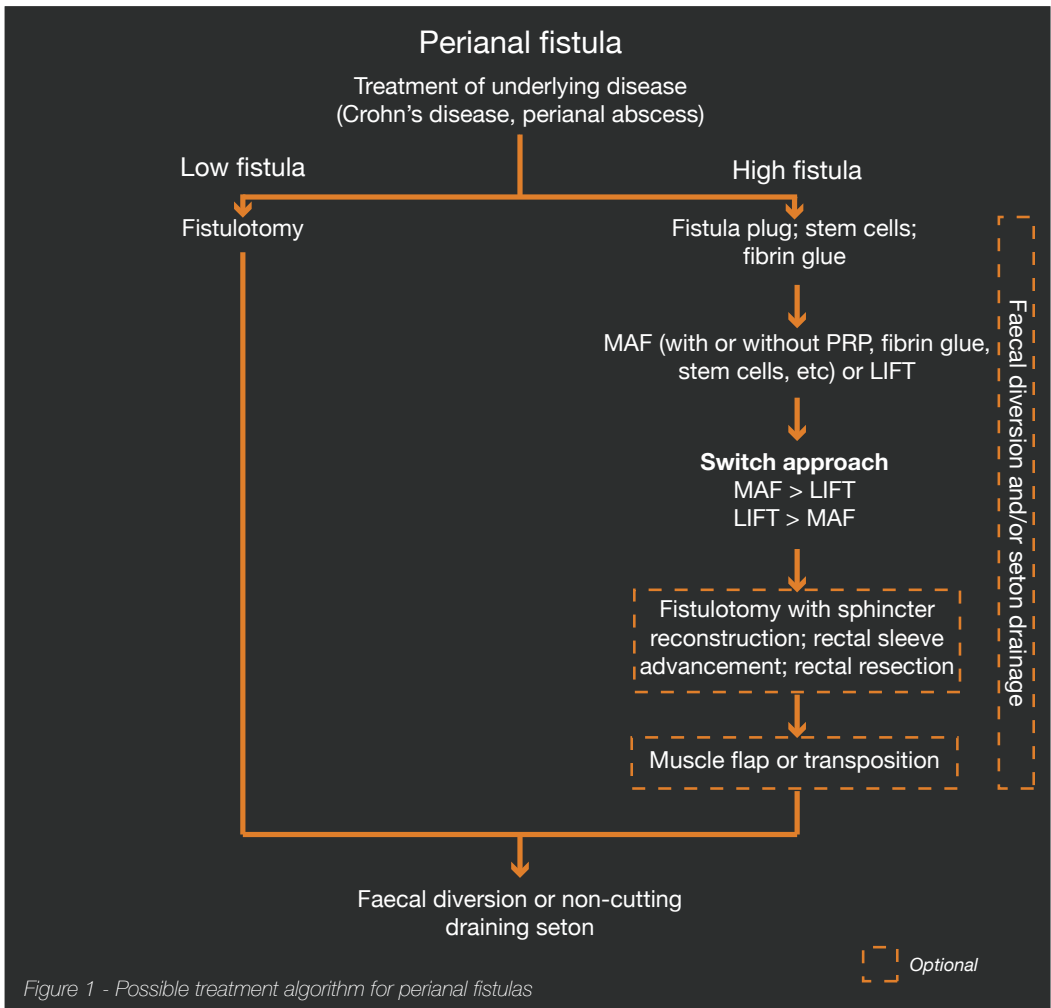 Perianal fistula
Treatment of underlying disease
(Crohn's disease, perianal abscess)
Low fistula
High fistula
Fistulotomy
Fistula plug; stem cells;
fibrin glue
MAF (with or without PRP, fibrin glue,
stem cells, etc) or LIFT
Switch approach
MAF > LIFT
LIFT > MAF
Fistulotomy with sphincter
reconstruction; rectal sleeve
advancement; rectal resection
Muscle flap or transposition
Faecal diversion and/or seton drainage
Faecal diversion or non-cutting
draining seton
Optional
Figure 1 - Possible treatment algorithm for perianal fistulas